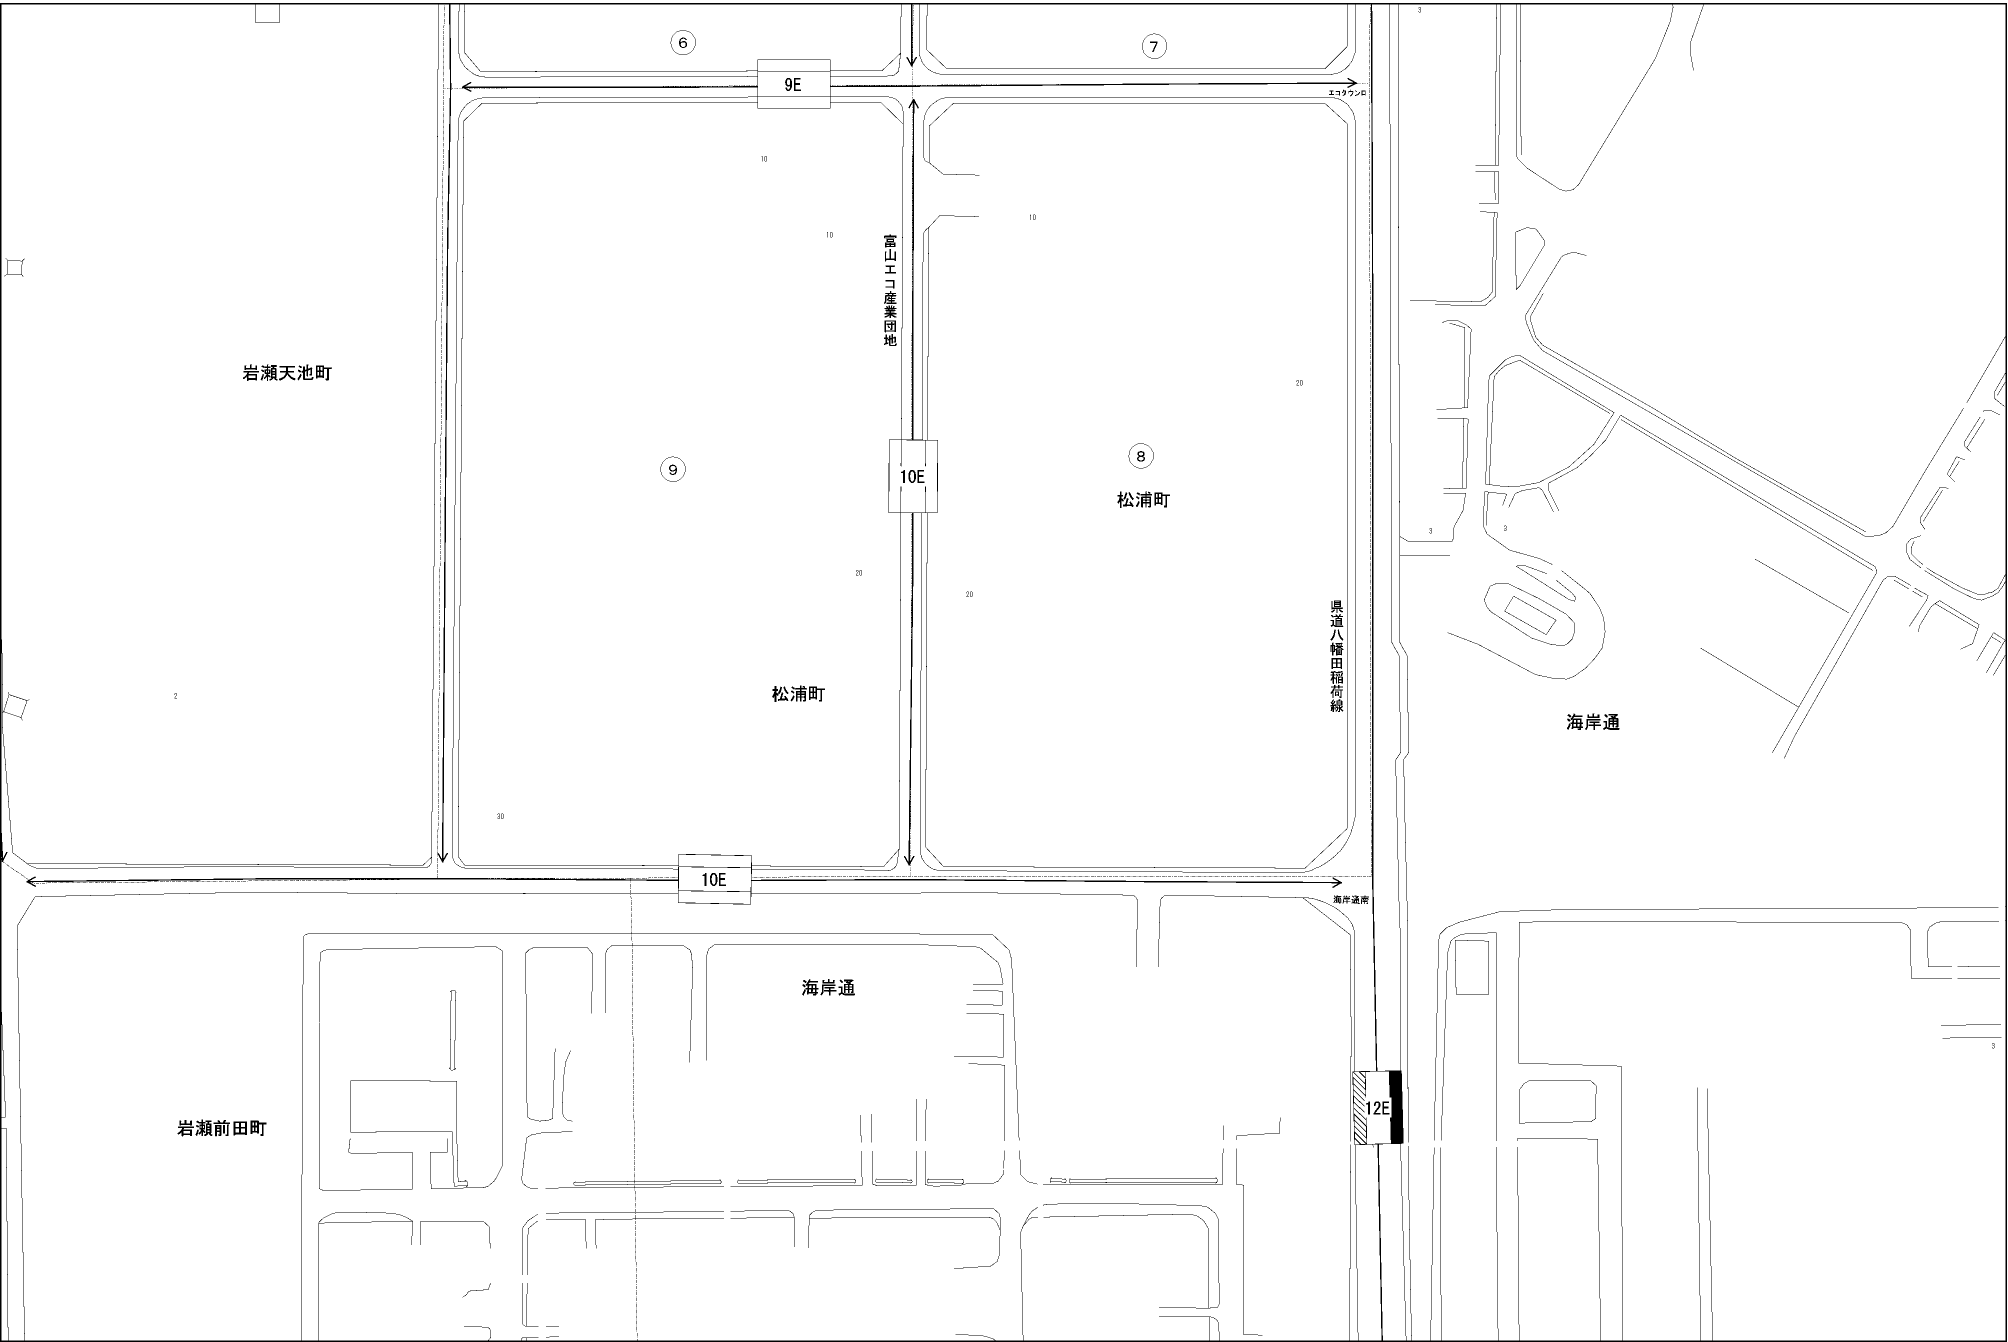 3
⑥
⑦
9E
エコタウン口
10
10
10
富山エコ産業団地
岩瀬天池町
20
⑨
⑧
10E
松浦町
3
3
20
20
県道八幡田稲荷線
2
松浦町
海岸通
30
10E
海岸通南
海岸通
3
12E
岩瀬前田町